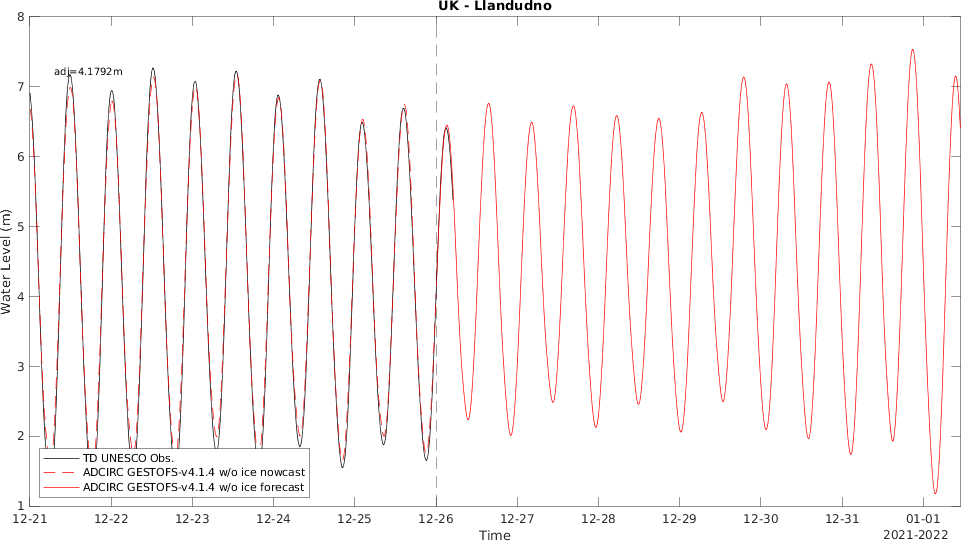 UK - Llandudno
8
adj=4.1792m
7
6
5
4
3
2
1
Water Level (m)
TD UNESCO Obs.
ADCIRC GESTOFS-v4.1.4 w/o ice nowcast
ADCIRC GESTOFS-v4.1.4 w/o ice forecast
12-21 12-22 12-23 12-24 12-25 12-26 12-27 12-28 12-29 12-30 12-31 01-01
Time
2021-2022